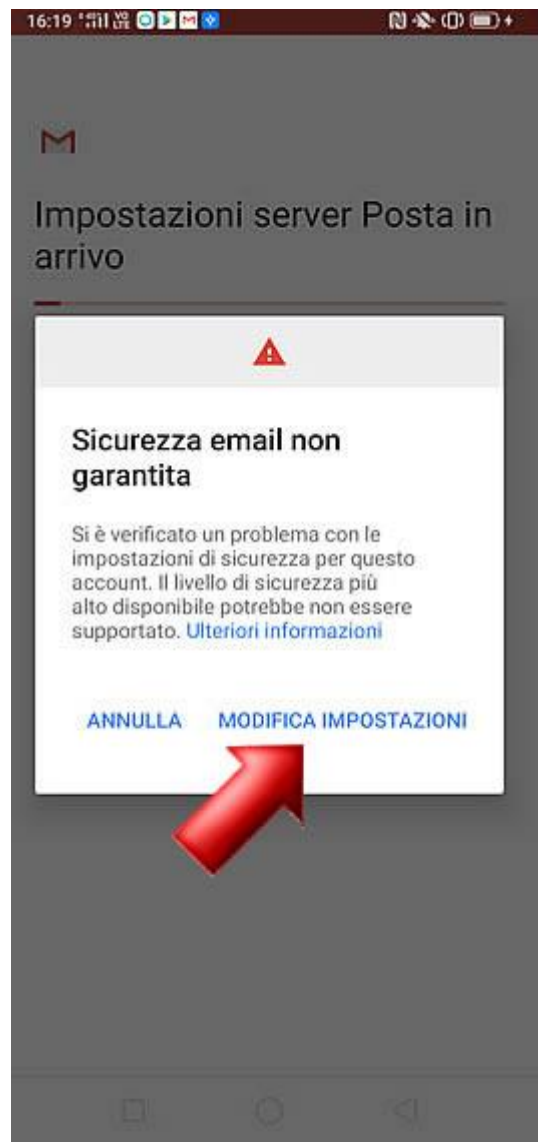 16:19
Impostazioni server Posta in
arrivo
Sicurezza email non
garantita
Si è verificato un problema con le
impostazioni di sicurezza per questo
account. Il livello di sicurezza più
alto disponibile potrebbe non essere
supportato. Ulteriori informazioni
ANNULLA MODIFICA IMPOSTAZIONI